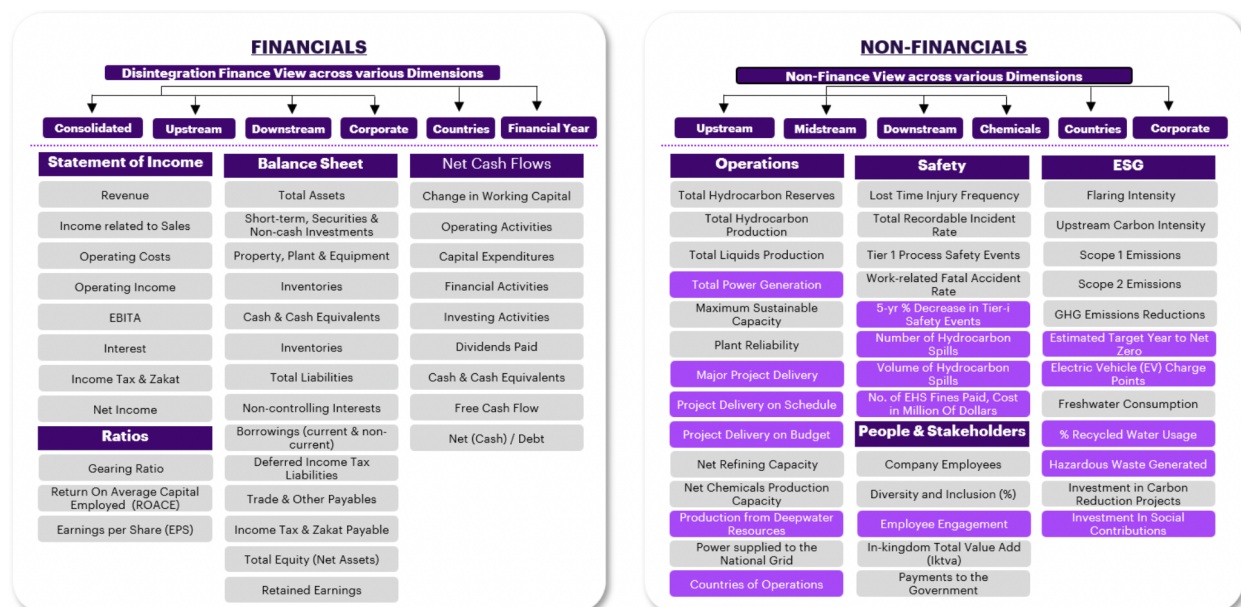 FINANCIALS
Disintegration Finance View across various Dimensions
Consolidated
Upstream
Downstream
Corporate
Countries
Financial Year
Statement of Income
Revenue
Income related to Sales
Operating Costs
Operating Income
EBITA
Interest
Income Tax & Zakat
Net Income
Ratios
Gearing Ratio
Return On Average Capital
Employed (ROACE)
Earnings per Share (EPS)
Balance Sheet
Total Assets
Short-term, Securities &
Non-cash Investments
Property, Plant & Equipment
Inventories
Cash & Cash Equivalents
Inventories
Total Liabilities
Non-controlling Interests
Borrowings (current & non-
current)
Deferred Income Tax
Liabilities
Trade & Other Payables
Income Tax & Zakat Payable
Total Equity (Net Assets)
Retained Earnings
Net Cash Flows
Change in Working Capital
Operating Activities
Capital Expenditures
Financial Activities
Investing Activities
Dividends Paid
Cash & Cash Equivalents
Free Cash Flow
Net (Cash) / Debt
NON-FINANCIALS
Non-Finance View across various Dimensions
Upstream
Midstream
Downstream
Chemicals
Countries
Corporate
Operations
Total Hydrocarbon Reserves
Total Hydrocarbon
Production
Total Liquids Production
Total Power Generation
Maximum Sustainable
Capacity
Plant Reliability
Major Project Delivery
Project Delivery on Schedule
Project Delivery on Budget
Net Refining Capacity
Net Chemicals Production
Capacity
Production from Deepwater
Resources
Power supplied to the
National Grid
Countries of Operations
Safety
Lost Time Injury Frequency
Total Recordable Incident
Rate
Tier 1 Process Safety Events
Work-related Fatal Accident
Rate
5-yr % Decrease in Tier-i
Safety Events
Number of Hydrocarbon
Spills
Volume of Hydrocarbon
Spills
No. of EHS Fines Paid, Cost
in Million Of Dollars
People & Stakeholders
Company Employees
Diversity and Inclusion (%)
Employee Engagement
In-kingdom Total Value Add
(Iktva)
Payments to the
Government
ESG
Flaring Intensity
Upstream Carbon Intensity
Scope 1 Emissions
Scope 2 Emissions
GHG Emissions Reductions
Estimated Target Year to Net
Zero
Electric Vehicle (EV) Charge
Points
Freshwater Consumption
% Recycled Water Usage
Hazardous Waste Generated
Investment in Carbon
Reduction Projects
Investment In Social
Contributions